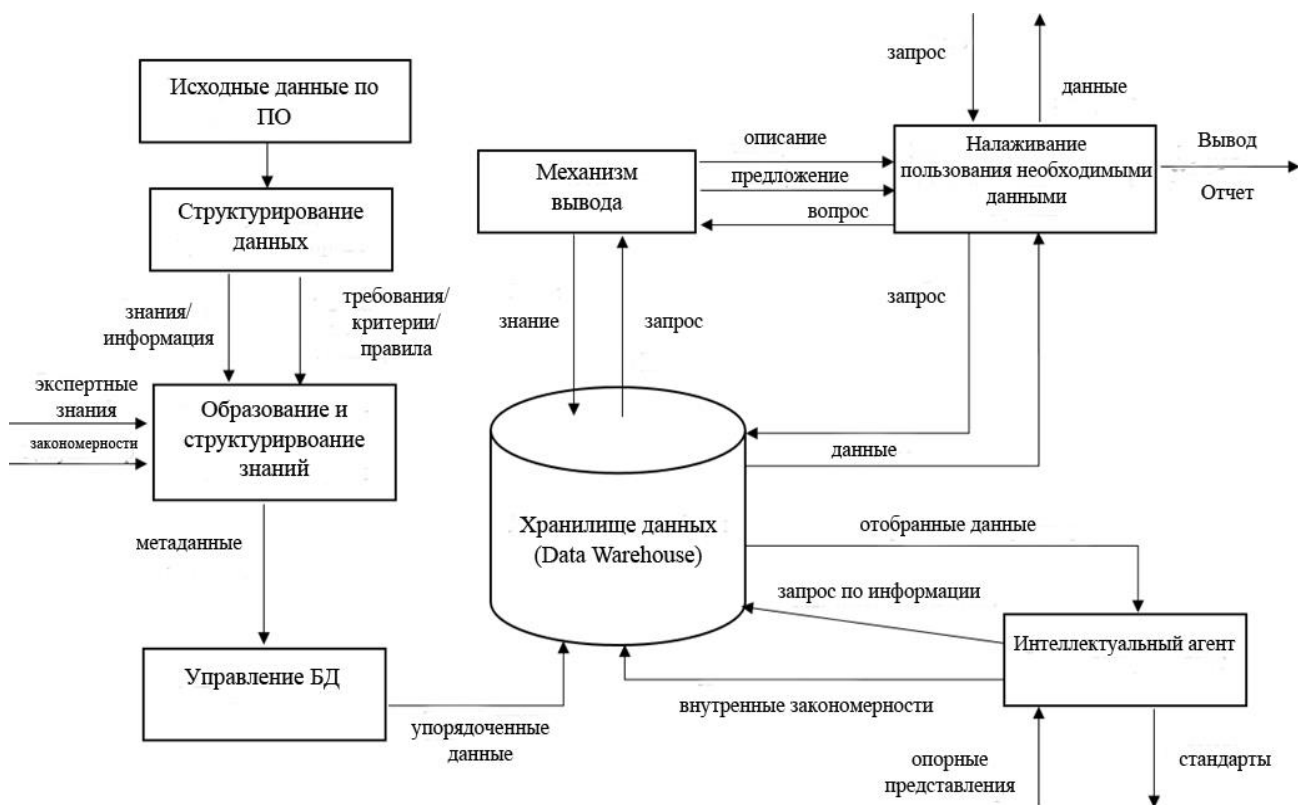 запрос
данные
Исходные данные по
ПО
Налаживание
пользования необходимыми
данными
Вывод
Отчет
описание
предложение
вопрос
Механизм
вывода
Структурирование
данных
знания/
информация
требования/
критерии/
правила
знание
запрос
запрос
экспертные
знания
закономерности
Образование и
структурирвоание
знаний
данные
метаданные
Хранилище данных
(Data Warehouse)
отобранные данные
запрос по информации
Интеллектуальный агент
Управление БД
внутренные закономерности
упорядоченные
данные
опорные
представления
стандарты